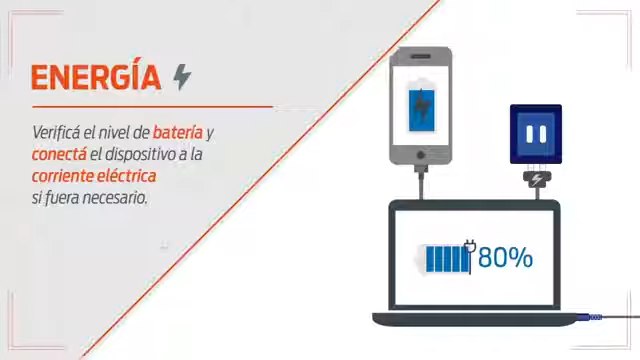 ENERGÍA
Verificá el nivel de batería y
conectá el dispositivo a la
corriente eléctrica
si fuera necesario.
80%